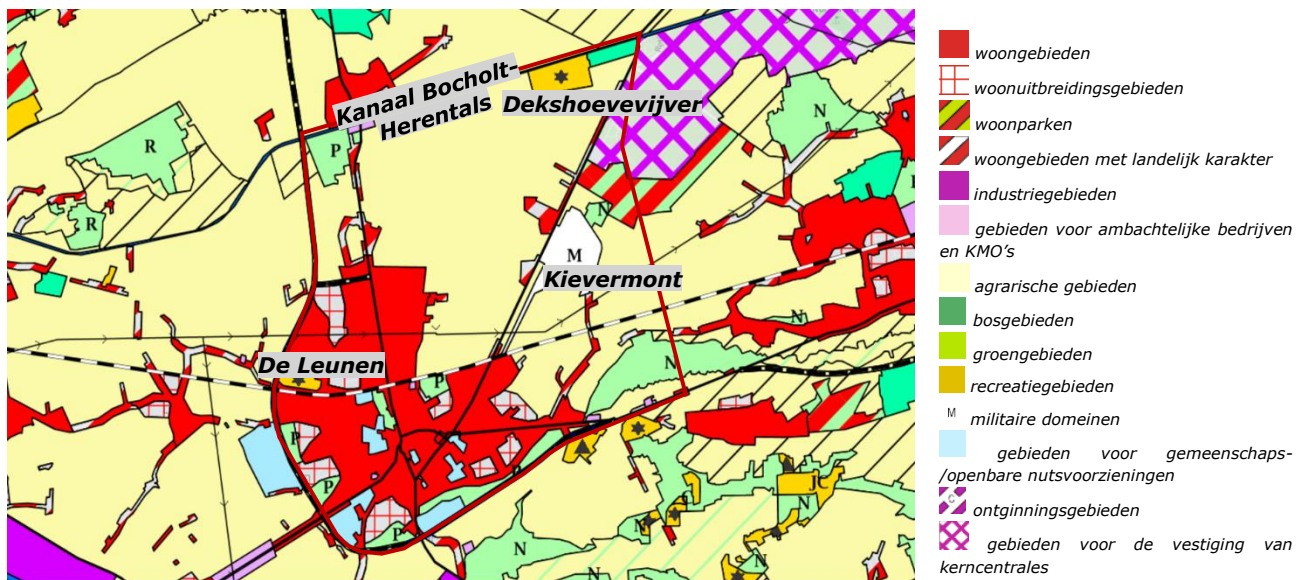 N
R
R
P
Kanaal Bocholt-
Herentals
Dekshoevevijver
N
N
M
Kievermont
N
N
De Leunen
P
P
P
P
N
N
N
N
JC
C
N
woongebieden
woonuitbreidingsgebieden
woonparken
woongebieden met landelijk karakter
industriegebieden
gebieden voor ambachtelijke bedrijven
en KMO's
agrarische gebieden
bosgebieden
groengebieden
recreatiegebieden
M militaire domeinen
gebieden voor gemeenschaps-
/openbare nutsvoorzieningen
C ontginningsgebieden
gebieden voor de vestiging van
kerncentrales